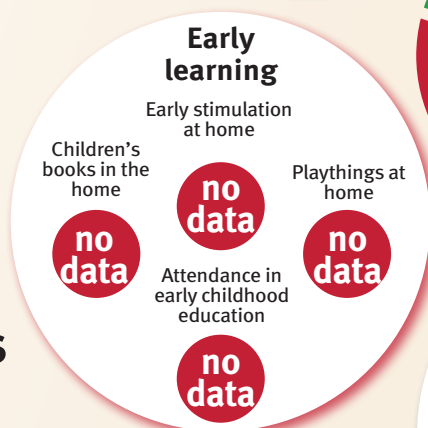 Early
learning
Early stimulation
at home
no
data
Children’s
books in the
home
no
data
Playthings at
home
no
data
Attendance in
early childhood
education
no
data
s